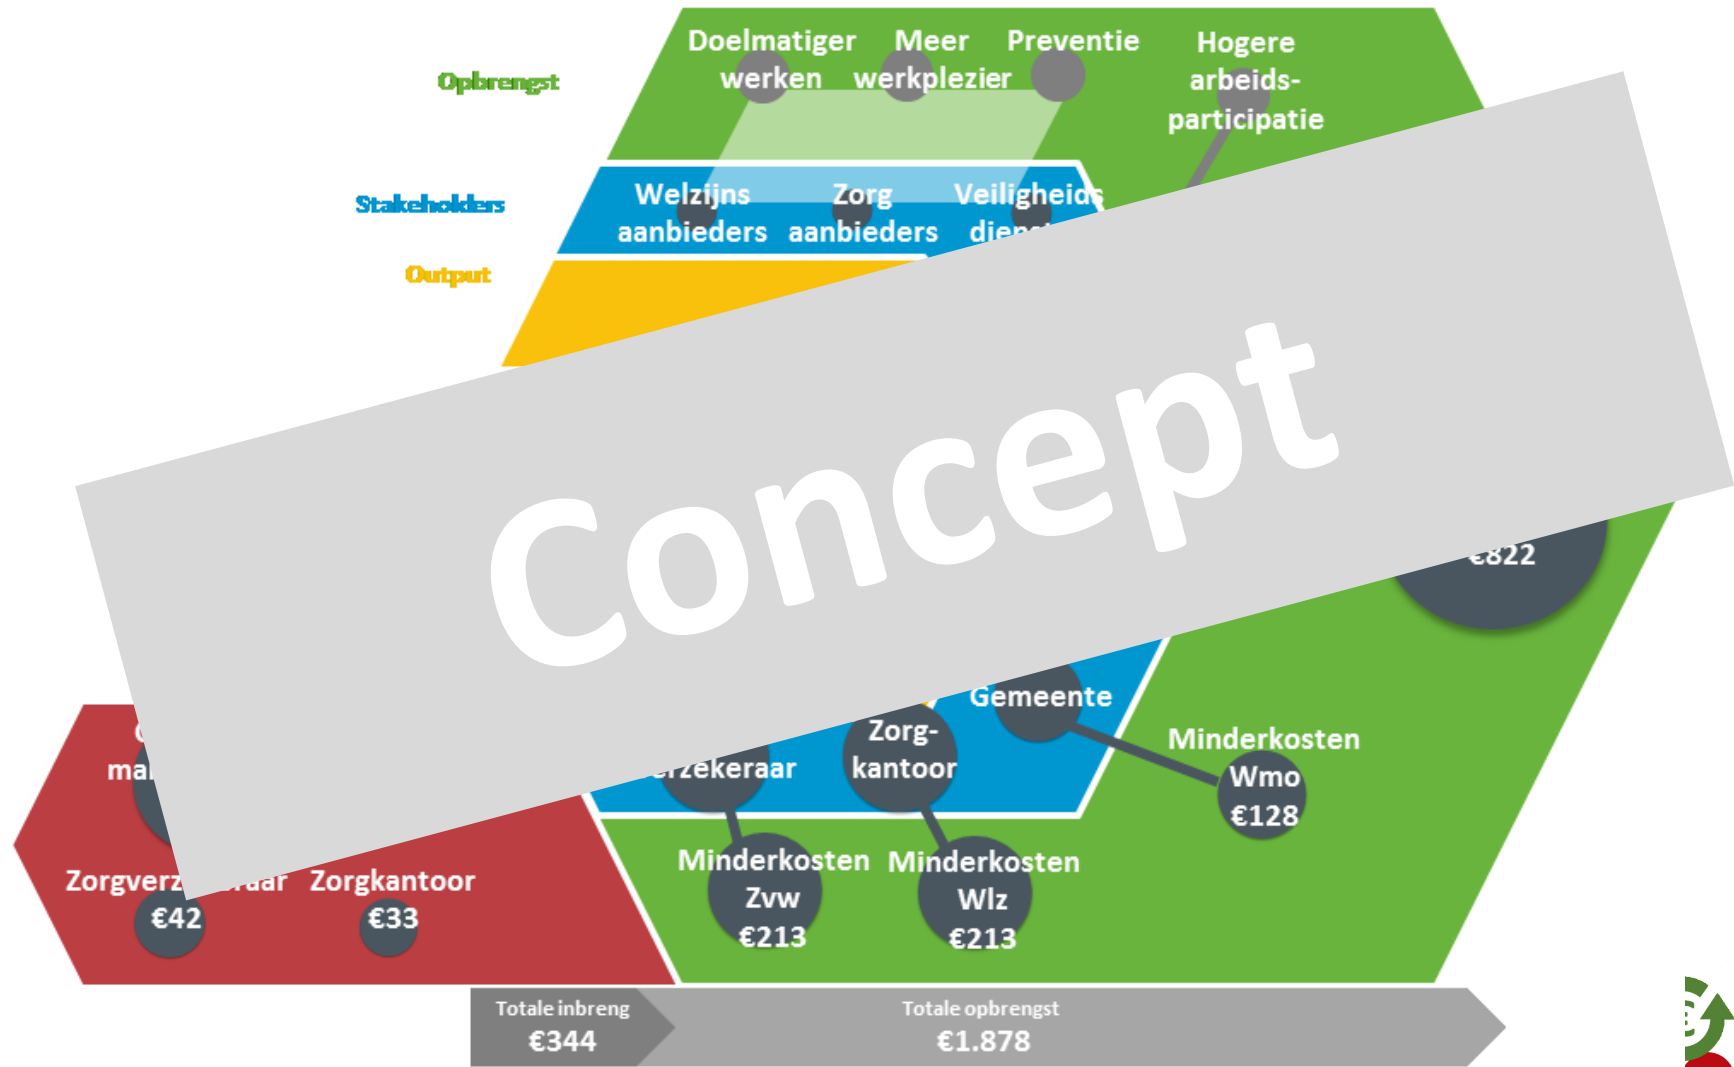 Opbrengst
Doelmatiger
werken
Meer
werkplezier
Preventie
Hogere
arbeids-
participatie
Stakeholders
Welzijns
aanbieders
Zorg
aanbieders
Veiligheids
Output
Concept
€822
Gemeente
Zorg-
kantoor
Minderkosten
Wmo
€128
Minderkosten
Zvw
€213
Minderkosten
Wlz
€213
Zorgkantoor
€42
€33
Totale inbreng
€344
Totale opbrengst
€1.878